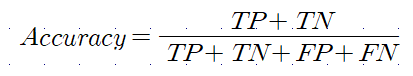 Accuracy = TP + TN / TP + TN + FP + FN